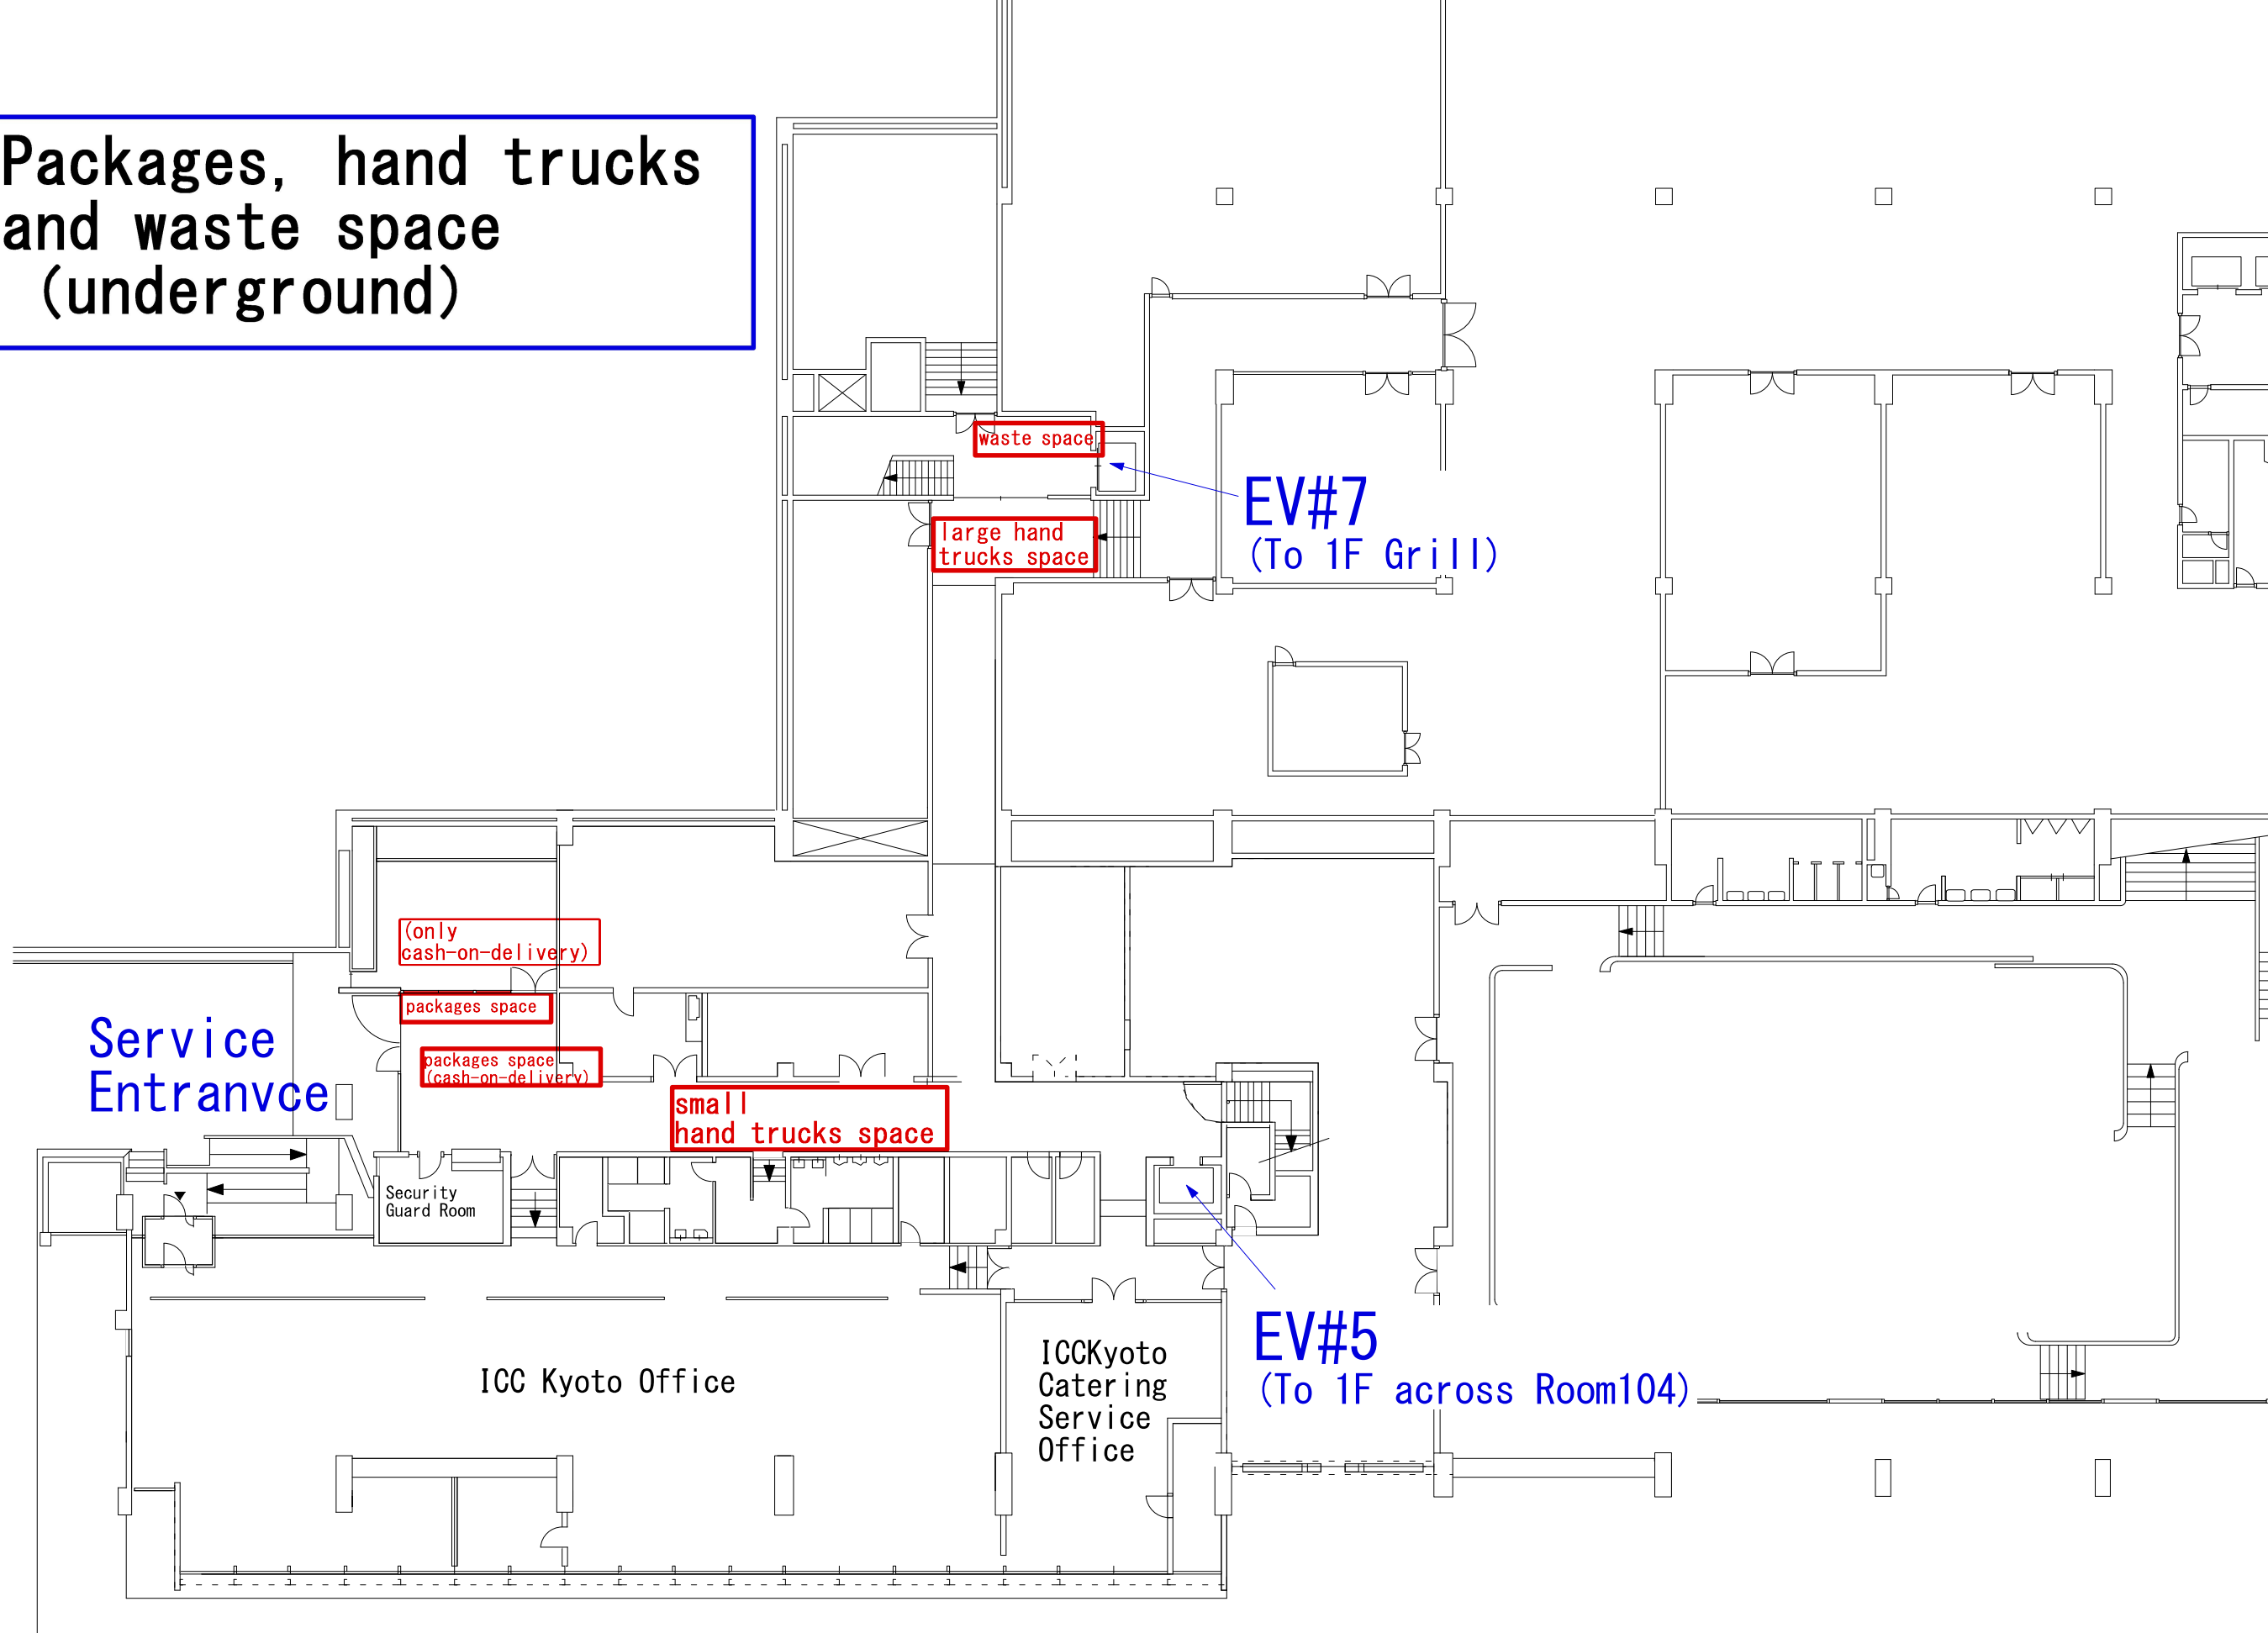 Packages, hand trucks
and waste space
(underground)
waste space
EV#7
(To 1F Grill)
large hand
trucks space
(only
cash-on-delivery)
packages space
Service
Entranvce
packages space
(cash-on-delivery)
small
hand trucks space
Security
Guard Room
EV#5
(To 1F across Room104)
ICC Kyoto Office
ICCKyoto
Catering
Service
Office